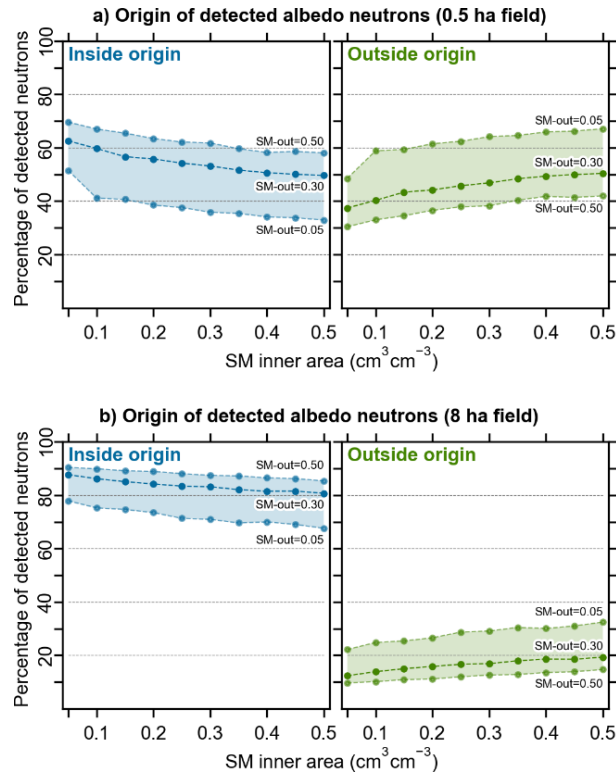 a) Origin of detected albedo neutrons (0.5 ha field)
Percentage of detected neutrons
100
80
60
40
20
Inside origin
SM-out=0.50
SM-out=0.30
SM-out=0.05
Outside origin
SM-out=0.05
SM-out=0.30
SM-out=0.50
0.1 0.2 0.3 0.4 0.5 0.1 0.2 0.3 0.4 0.5
SM inner area (cm³ cm⁻³)
b) Origin of detected albedo neutrons (8 ha field)
Percentage of detected neutrons
100
80
60
40
20
Inside origin
SM-out=0.50
SM-out=0.30
SM-out=0.05
Outside origin
SM-out=0.05
SM-out=0.30
SM-out=0.50
0.1 0.2 0.3 0.4 0.5 0.1 0.2 0.3 0.4 0.5
SM inner area (cm³ cm⁻³)